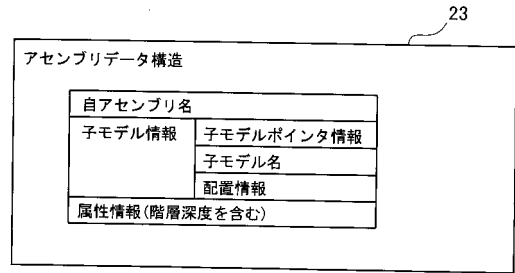 23
アセンブリデータ構造
自アセンブリ名
子モデル情報
子モデルポインタ情報
子モデル名
配置情報
属性情報(階層深度を含む)